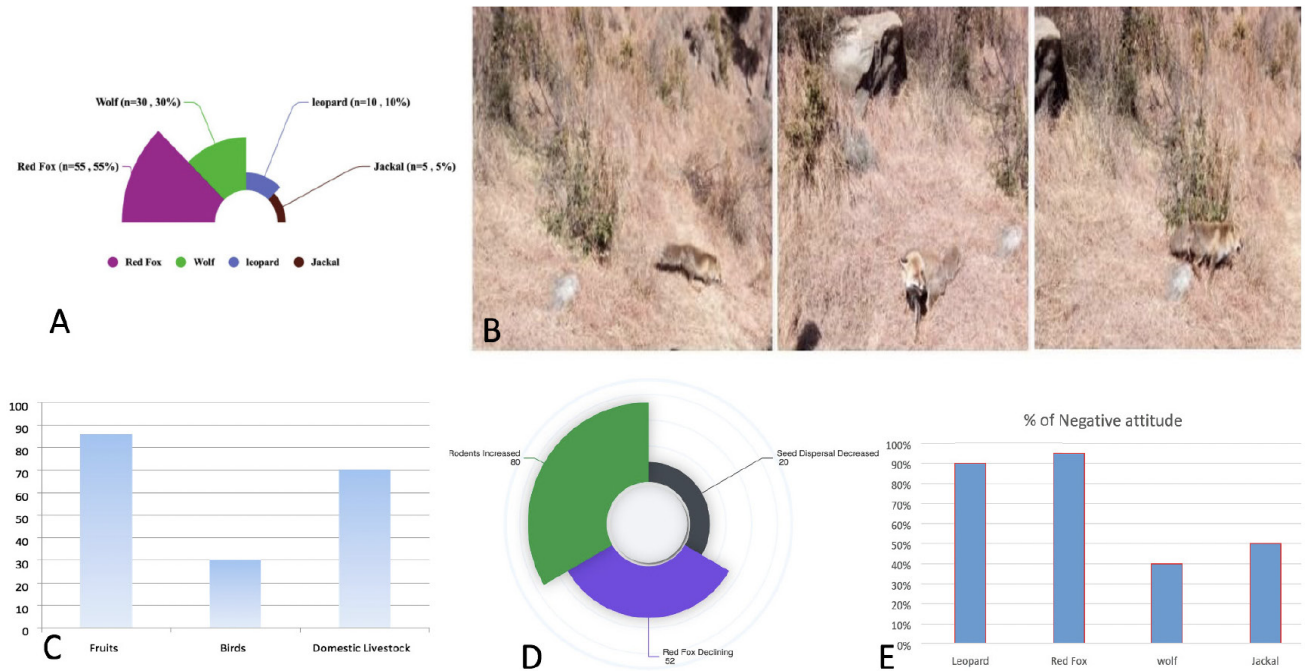 Wolf (n=30 , 30%)
leopard (n=10 , 10%)
Red Fox (n=55 , 55%)
Jackal (n=5 , 5%)
Red Fox Wolf leopard Jackal
A
B
100
90
80
70
60
50
40
30
20
10
0
Fruits Birds Domestic Livestock
C
Rodents Increased
80
Seed Dispersal Decreased
20
Red Fox Declining
52
D
% of Negative attitude
100%
90%
80%
70%
60%
50%
40%
30%
20%
10%
0%
Leopard Red Fox wolf Jackal
E